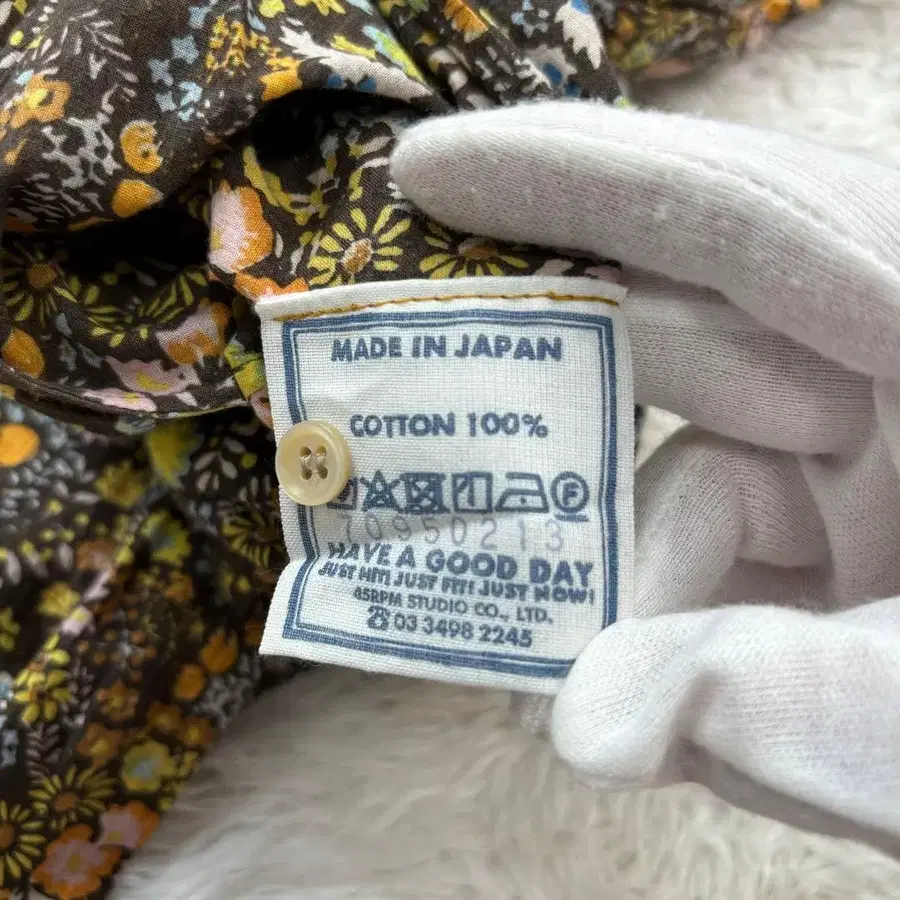 MADE IN JAPAN
COTTON 100%
F
70950213
HAVE A GOOD DAY
JUST HIT! JUST FIT! JUST NOW!
45RPM STUDIO CO., LTD.
☎ 03 3498 2245